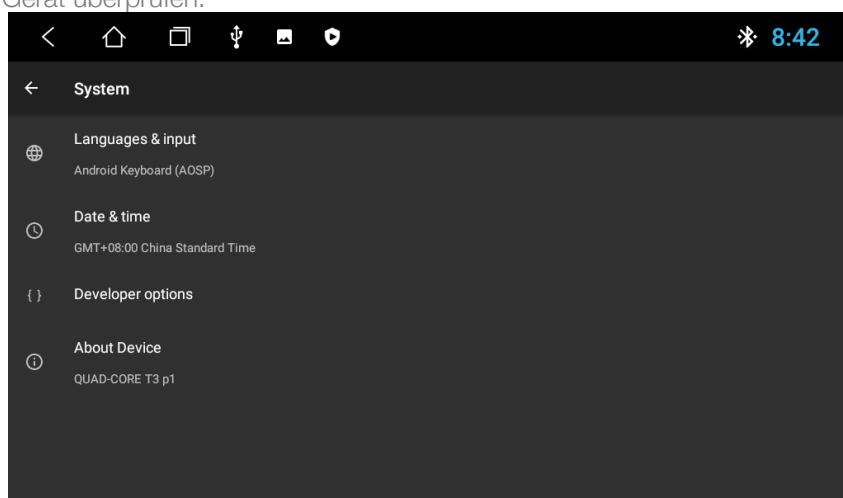 Gerät überprüfen.
8:42
System
Languages & input
Android Keyboard (AOSP)
Date & time
GMT+08:00 China Standard Time
{ } Developer options
About Device
QUAD-CORE T3 p1